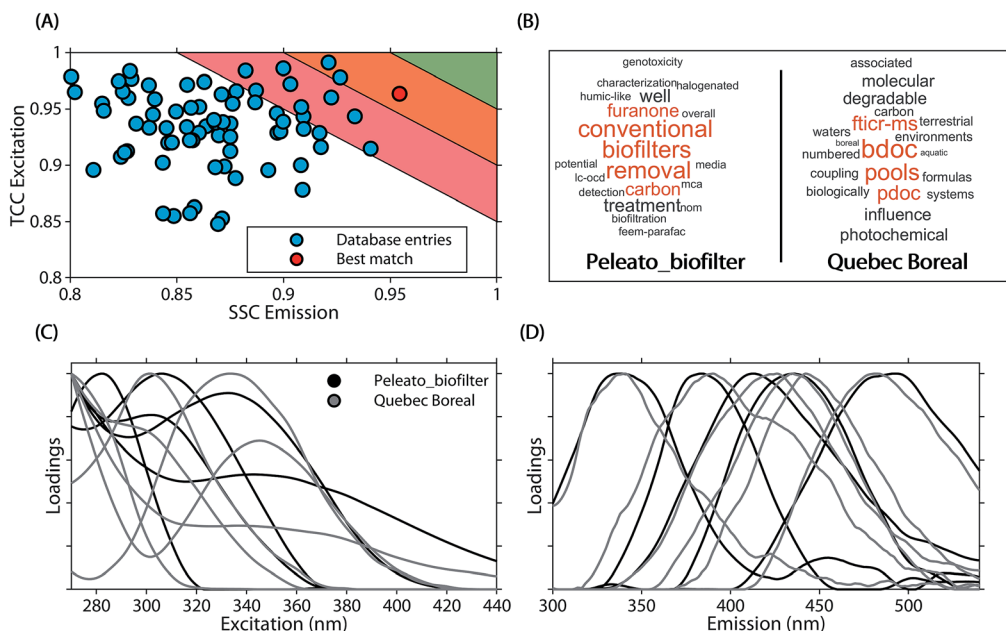 (A)
1
0.95
0.9
0.85
0.8
TCC Excitation
0.8
0.85
0.9
0.95
1
SSC Emission
Database entries
Best match
(B)
genotoxicity
characterization halogenated
humic-like well
furanone overall
conventional
biofilters
potential removal media
lc-ocd
detection carbon mca
treatment nom
biofiltration
feem-parafac
Peleato_biofilter
associated
molecular
degradable
carbon
fticr-ms terrestrial
waters environments
boreal
numbered bdoc aquatic
coupling pools formulas
biologically pdoc systems
influence
photochemical
Quebec Boreal
(C)
Loadings
Peleato_biofilter
Quebec Boreal
280 300 320 340 360 380 400 420 440
Excitation (nm)
(D)
Loadings
300 350 400 450 500
Emission (nm)